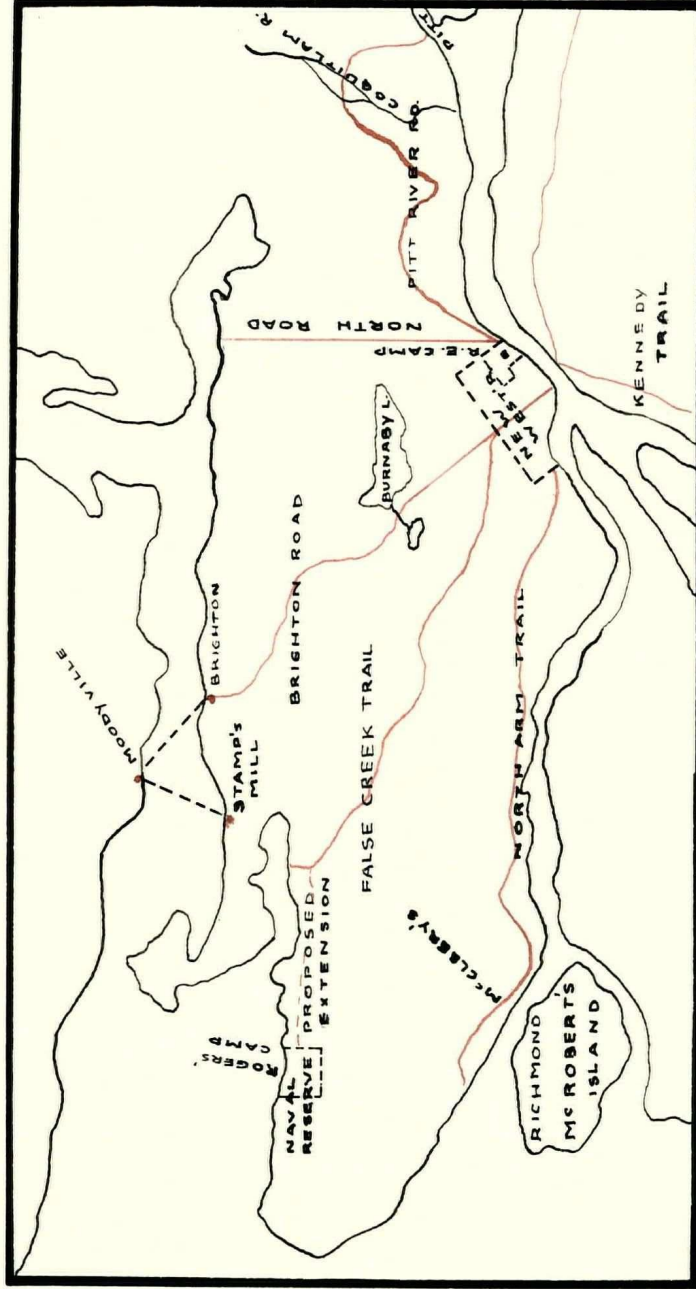 COQUITLAM R.
PITT
PITT RIVER RD.
NORTH ROAD
R. E. CAMP
NEW
WEST'R
BURNABY L.
KENNEDY
TRAIL
MOODYVILLE
BRIGHTON
BRIGHTON ROAD
STAMP'S
MILL
FALSE CREEK TRAIL
NORTH ARM TRAIL
PROPOSED
EXTENSION
ROGERS'
CAMP
NAVAL
RESERVE
McCLEERY'S
RICHMOND
McROBERT'S
ISLAND